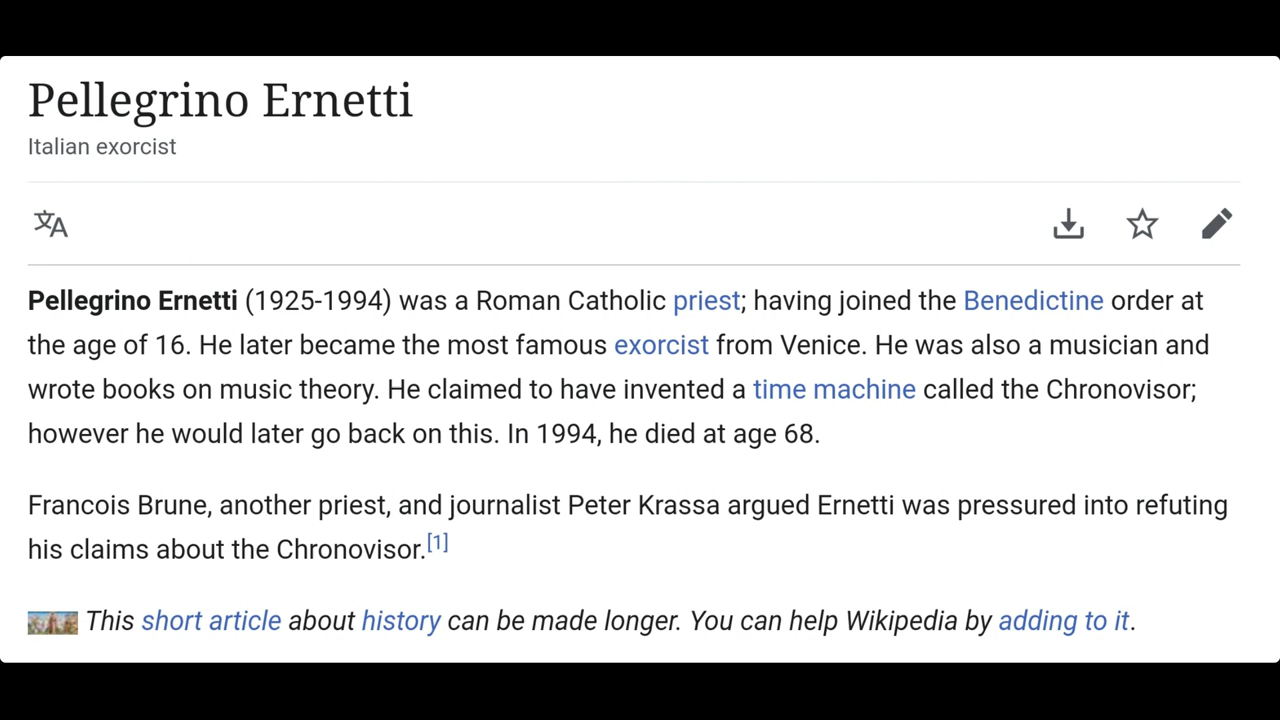 Pellegrino Ernetti
Italian exorcist
文A
Pellegrino Ernetti (1925-1994) was a Roman Catholic priest; having joined the Benedictine order at
the age of 16. He later became the most famous exorcist from Venice. He was also a musician and
wrote books on music theory. He claimed to have invented a time machine called the Chronovisor;
however he would later go back on this. In 1994, he died at age 68.
Francois Brune, another priest, and journalist Peter Krassa argued Ernetti was pressured into refuting
his claims about the Chronovisor.[1]
This short article about history can be made longer. You can help Wikipedia by adding to it.